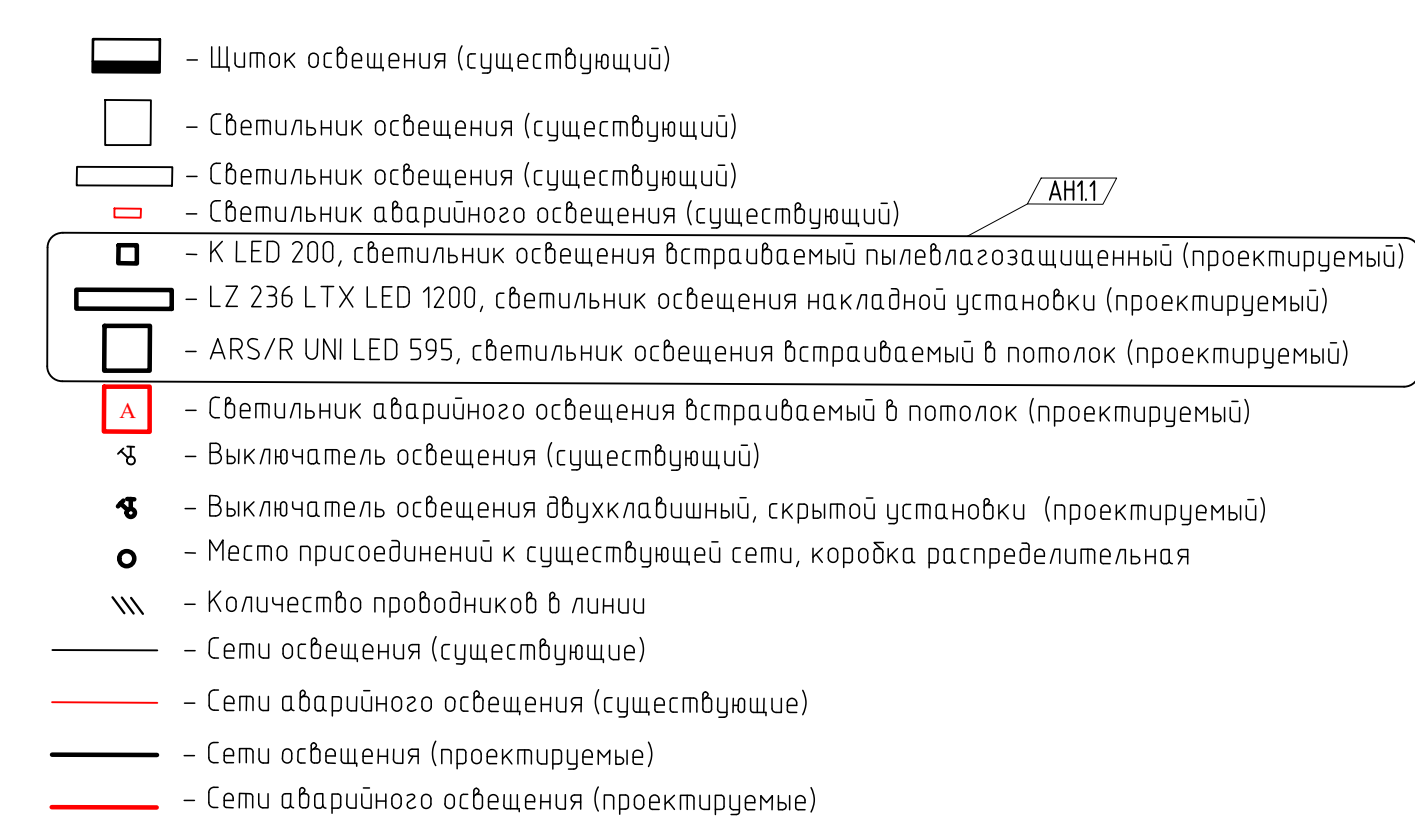 – Щиток освещения (существующий)
– Светильник освещения (существующий)
– Светильник освещения (существующий)
АН1.1
– Светильник аварийного освещения (существующий)
– К LED 200, светильник освещения встраиваемый пылевлагозащищенный (проектируемый)
– LZ 236 LTX LED 1200, светильник освещения накладной установки (проектируемый)
– ARS/R UNI LED 595, светильник освещения встраиваемый в потолок (проектируемый)
А – Светильник аварийного освещения встраиваемый в потолок (проектируемый)
– Выключатель освещения (существующий)
– Выключатель освещения двухклавишный, скрытой установки (проектируемый)
– Место присоединений к существующей сети, коробка распределительная
– Количество проводников в линии
– Сети освещения (существующие)
– Сети аварийного освещения (существующие)
– Сети освещения (проектируемые)
– Сети аварийного освещения (проектируемые)